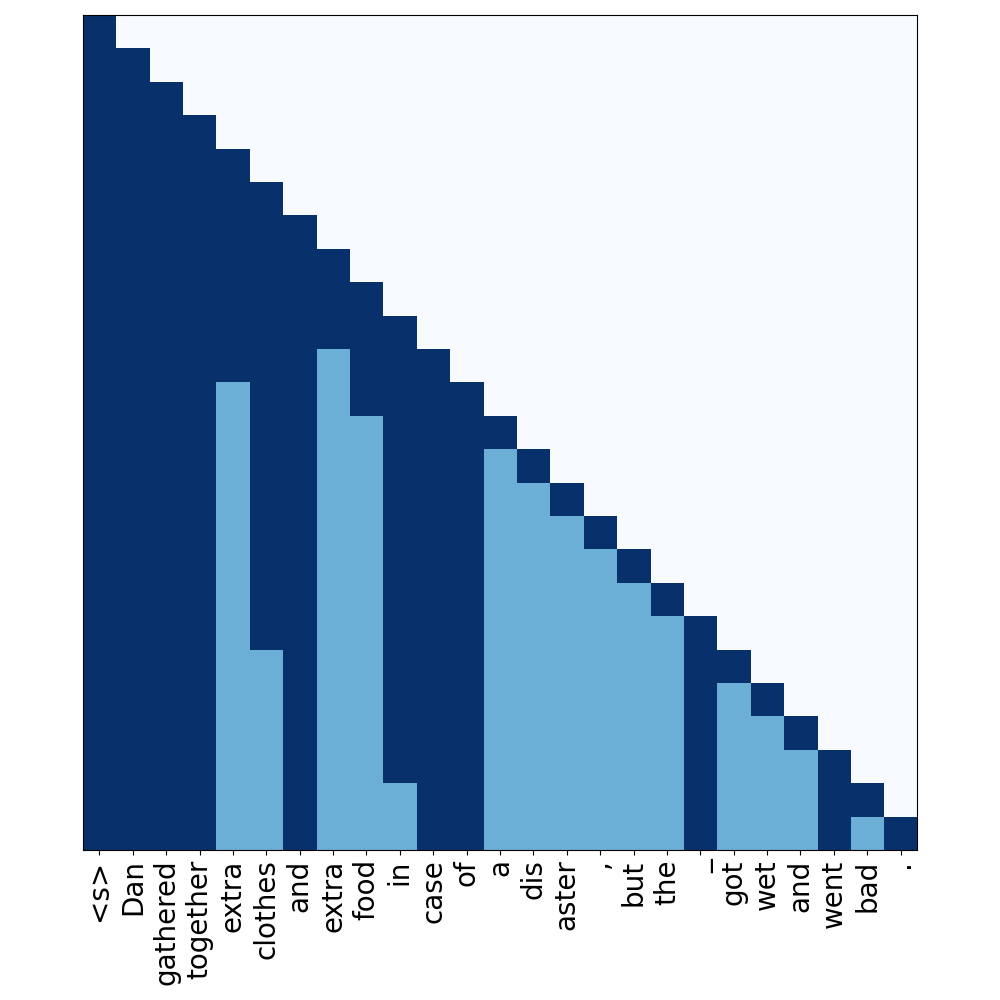 <s> Dan gathered together extra clothes and extra food in case of a dis aster , but the _ got wet and went bad .